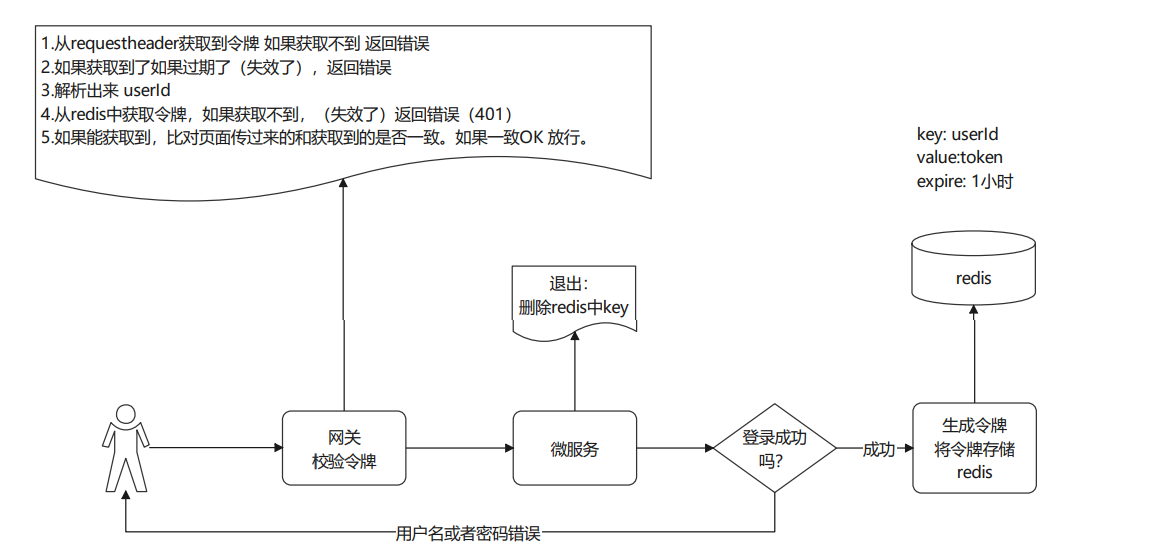 1.从requestheader获取到令牌 如果获取不到 返回错误
2.如果获取到了如果过期了（失效了），返回错误
3.解析出来 userId
4.从redis中获取令牌，如果获取不到，（失效了）返回错误（401）
5.如果能获取到，比对页面传过来的和获取到的是否一致。如果一致OK 放行。
key: userId
value:token
expire: 1小时
redis
退出：
删除redis中key
网关
校验令牌
微服务
登录成功
吗？
成功
生成令牌
将令牌存储
redis
用户名或者密码错误